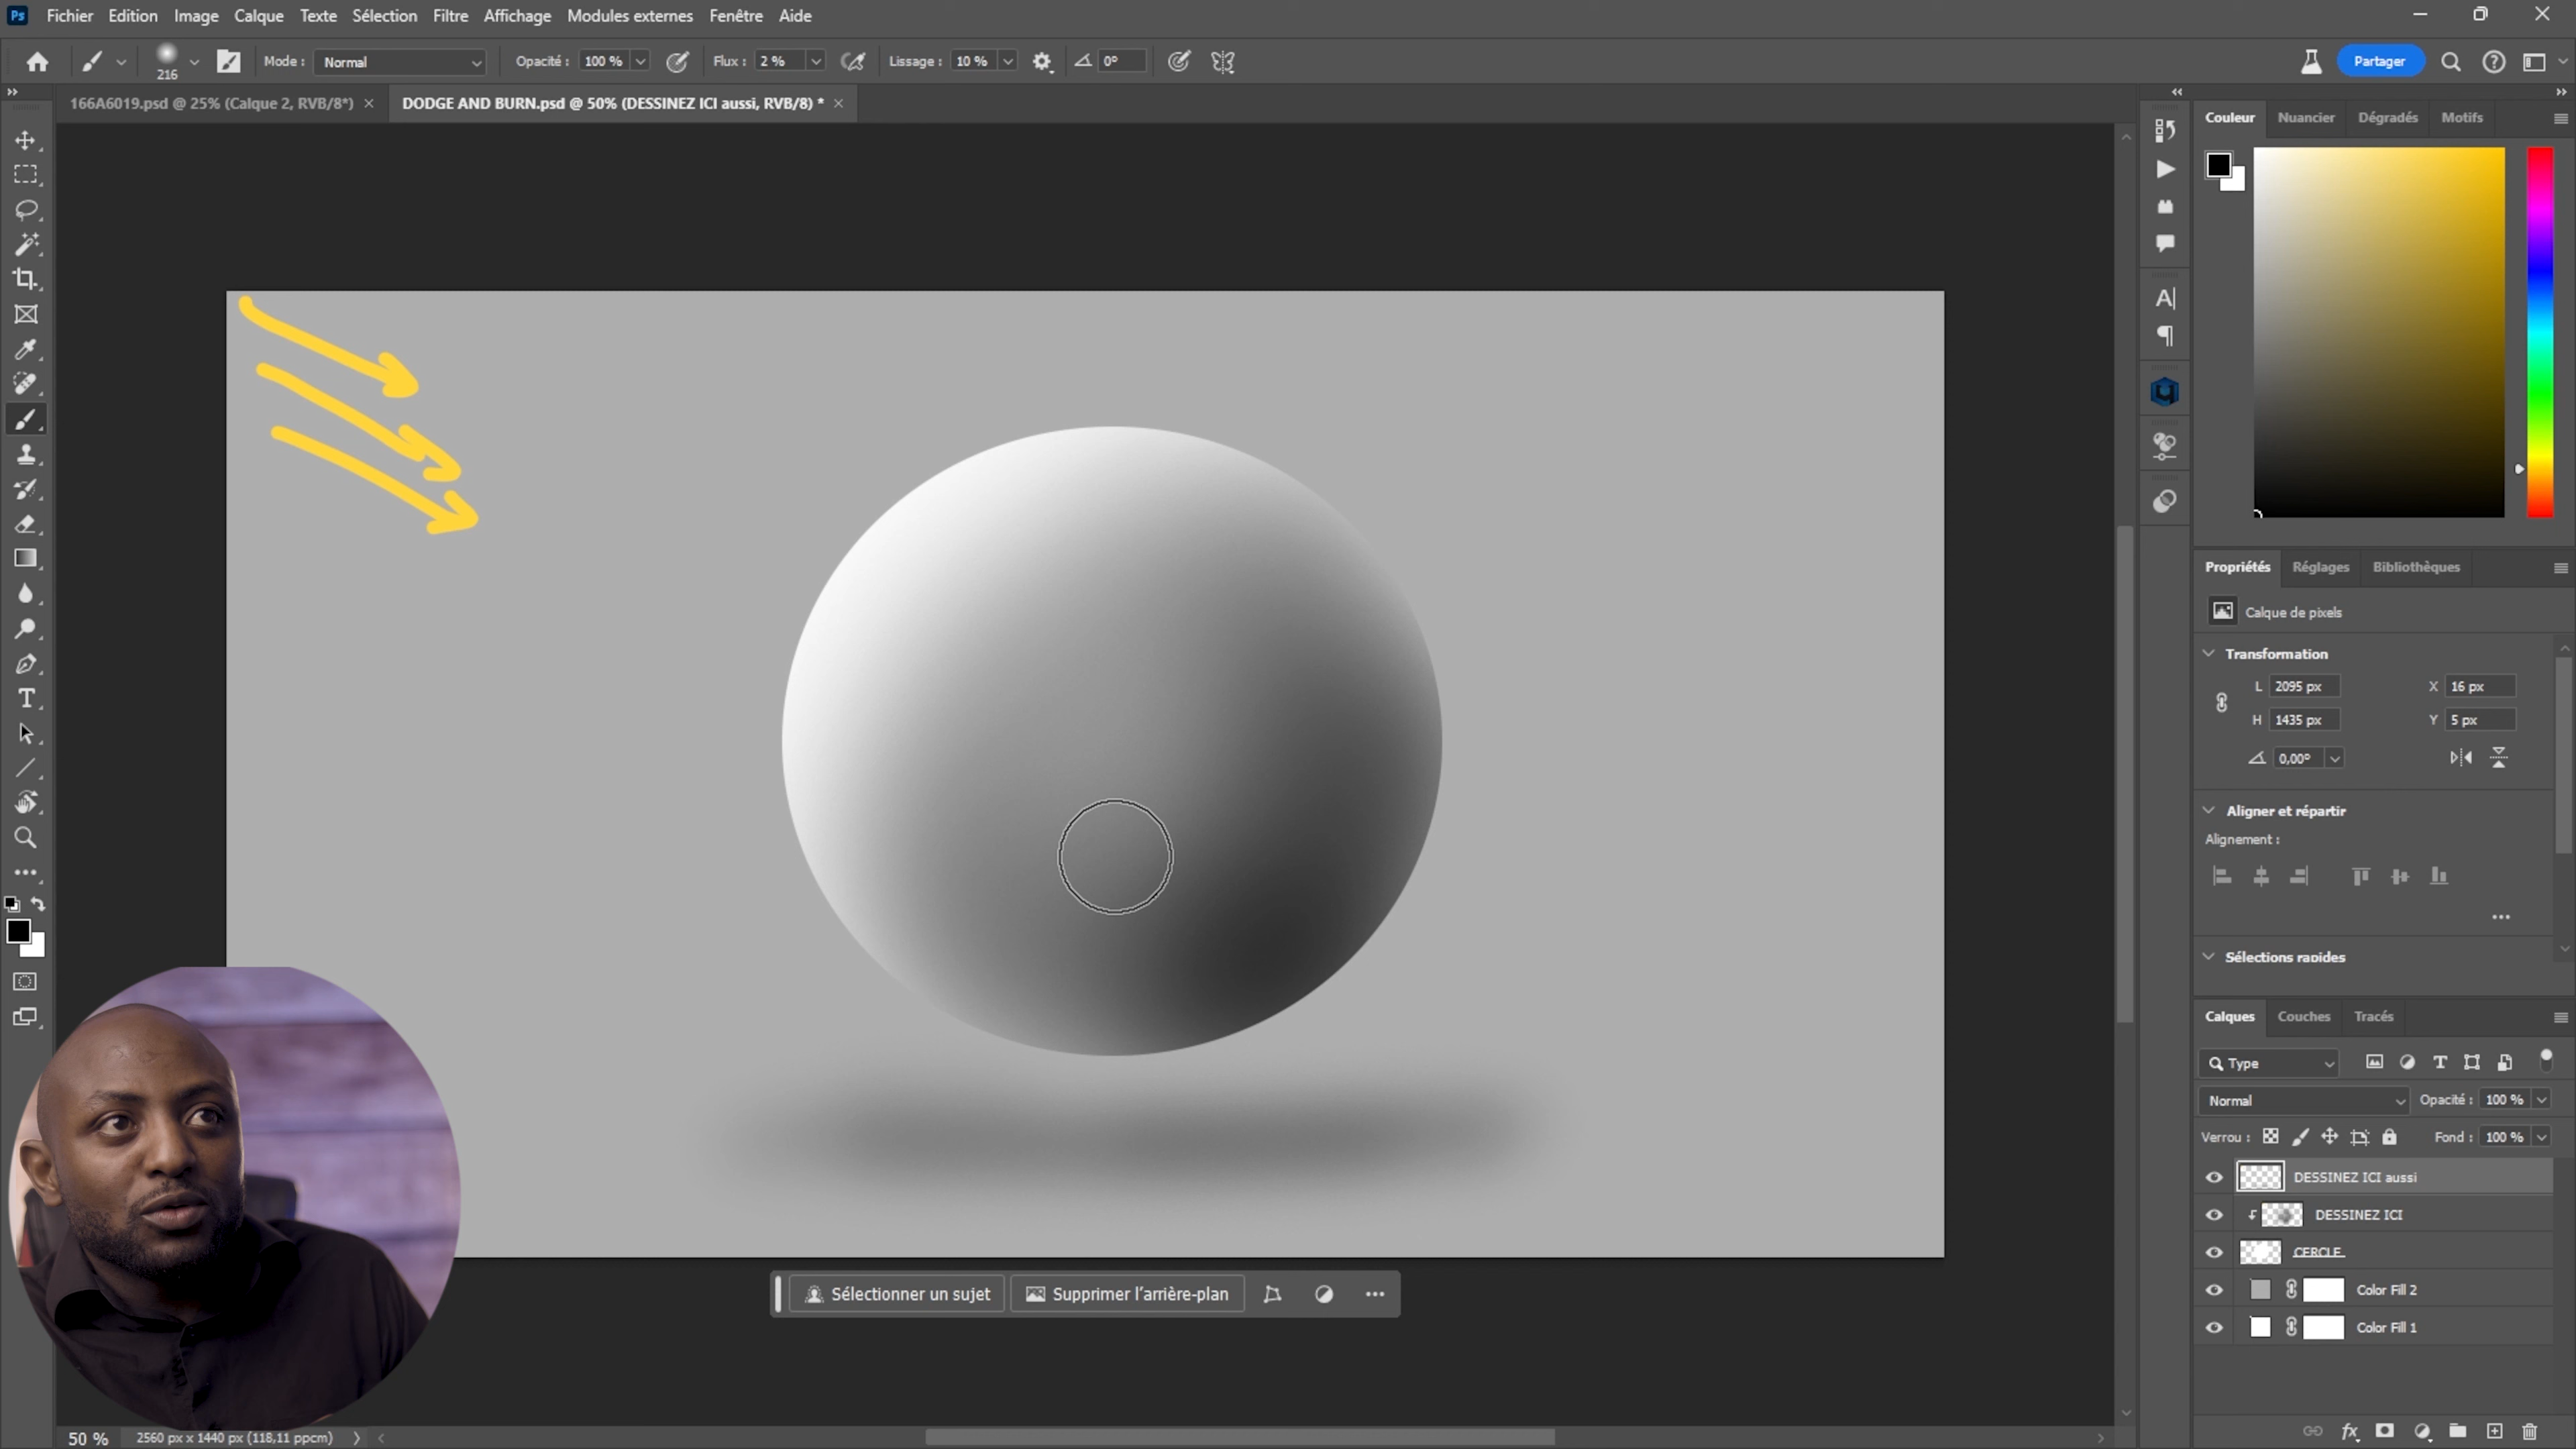 Ps Fichier Edition Image Calque Texte Sélection Filtre Affichage Modules externes Fenêtre Aide
216 Mode : Normal Opacité : 100 % Flux : 2 % Lissage : 10 % 0° Partager
166A6019.psd @ 25% (Calque 2, RVB/8*) × DODGE AND BURN.psd @ 50% (DESSINEZ ICI aussi, RVB/8) * ×
Couleur Nuancier Dégradés Motifs
Propriétés Réglages Bibliothèques
Calque de pixels
Transformation
L 2095 px X 16 px
H 1435 px Y 5 px
0,00°
Aligner et répartir
Alignement :
Sélections rapides
Calques Couches Tracés
Type
Normal Opacité : 100 %
Verrou : Fond : 100 %
DESSINEZ ICI aussi
DESSINEZ ICI
CERCLE
Color Fill 2
Color Fill 1
Sélectionner un sujet Supprimer l'arrière-plan
50 % 2560 px x 1440 px (118,11 ppcm)